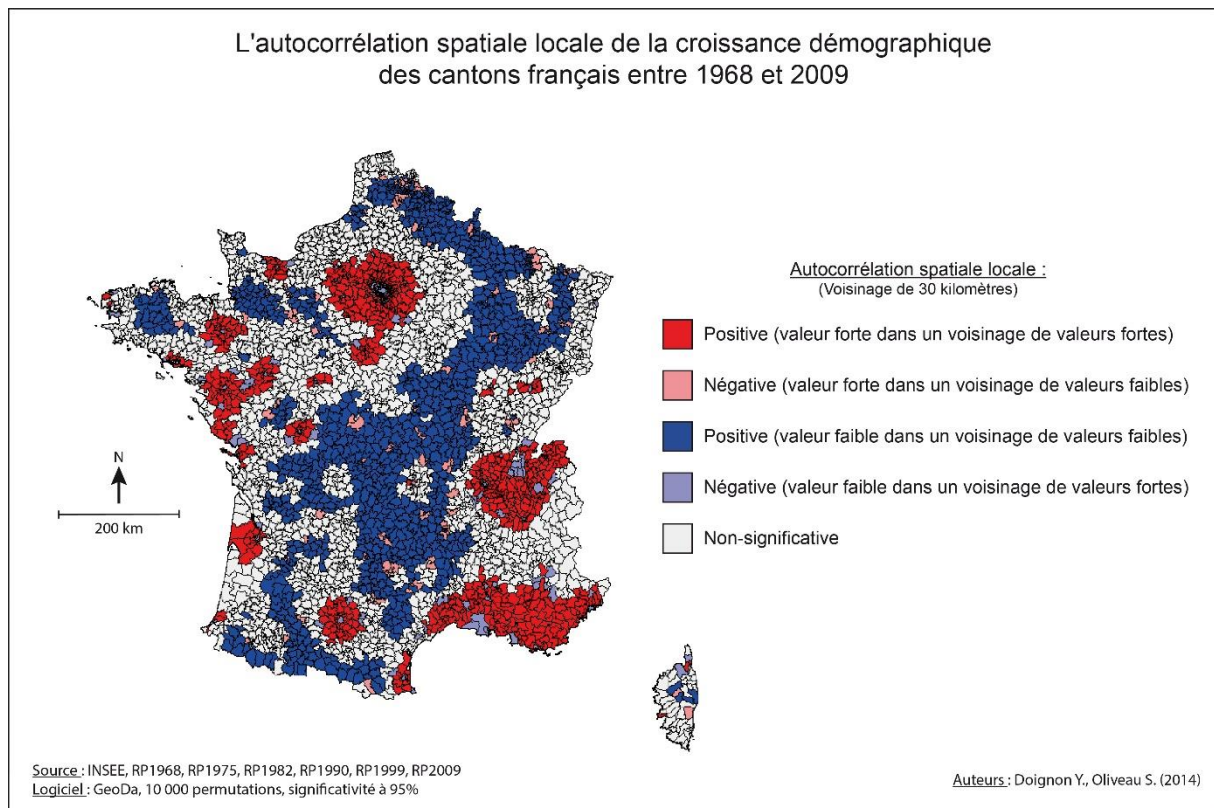 L'autocorrélation spatiale locale de la croissance démographique
des cantons français entre 1968 et 2009
Autocorrélation spatiale locale :
(Voisinage de 30 kilomètres)
Positive (valeur forte dans un voisinage de valeurs fortes)
Négative (valeur forte dans un voisinage de valeurs faibles)
Positive (valeur faible dans un voisinage de valeurs faibles)
Négative (valeur faible dans un voisinage de valeurs fortes)
Non-significative
N
200 km
Source : INSEE, RP1968, RP1975, RP1982, RP1990, RP1999, RP2009
Logiciel : GeoDa, 10 000 permutations, significativité à 95%
Auteurs : Doignon Y., Oliveau S. (2014)